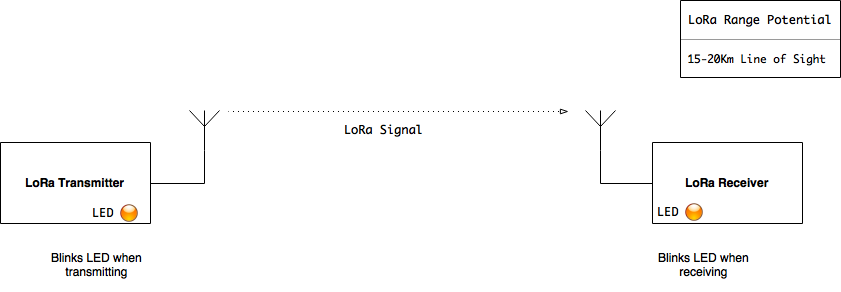 LoRa Range Potential
15-20Km Line of Sight
LoRa Signal
LoRa Transmitter
LED
Blinks LED when
transmitting
LoRa Receiver
LED
Blinks LED when
receiving